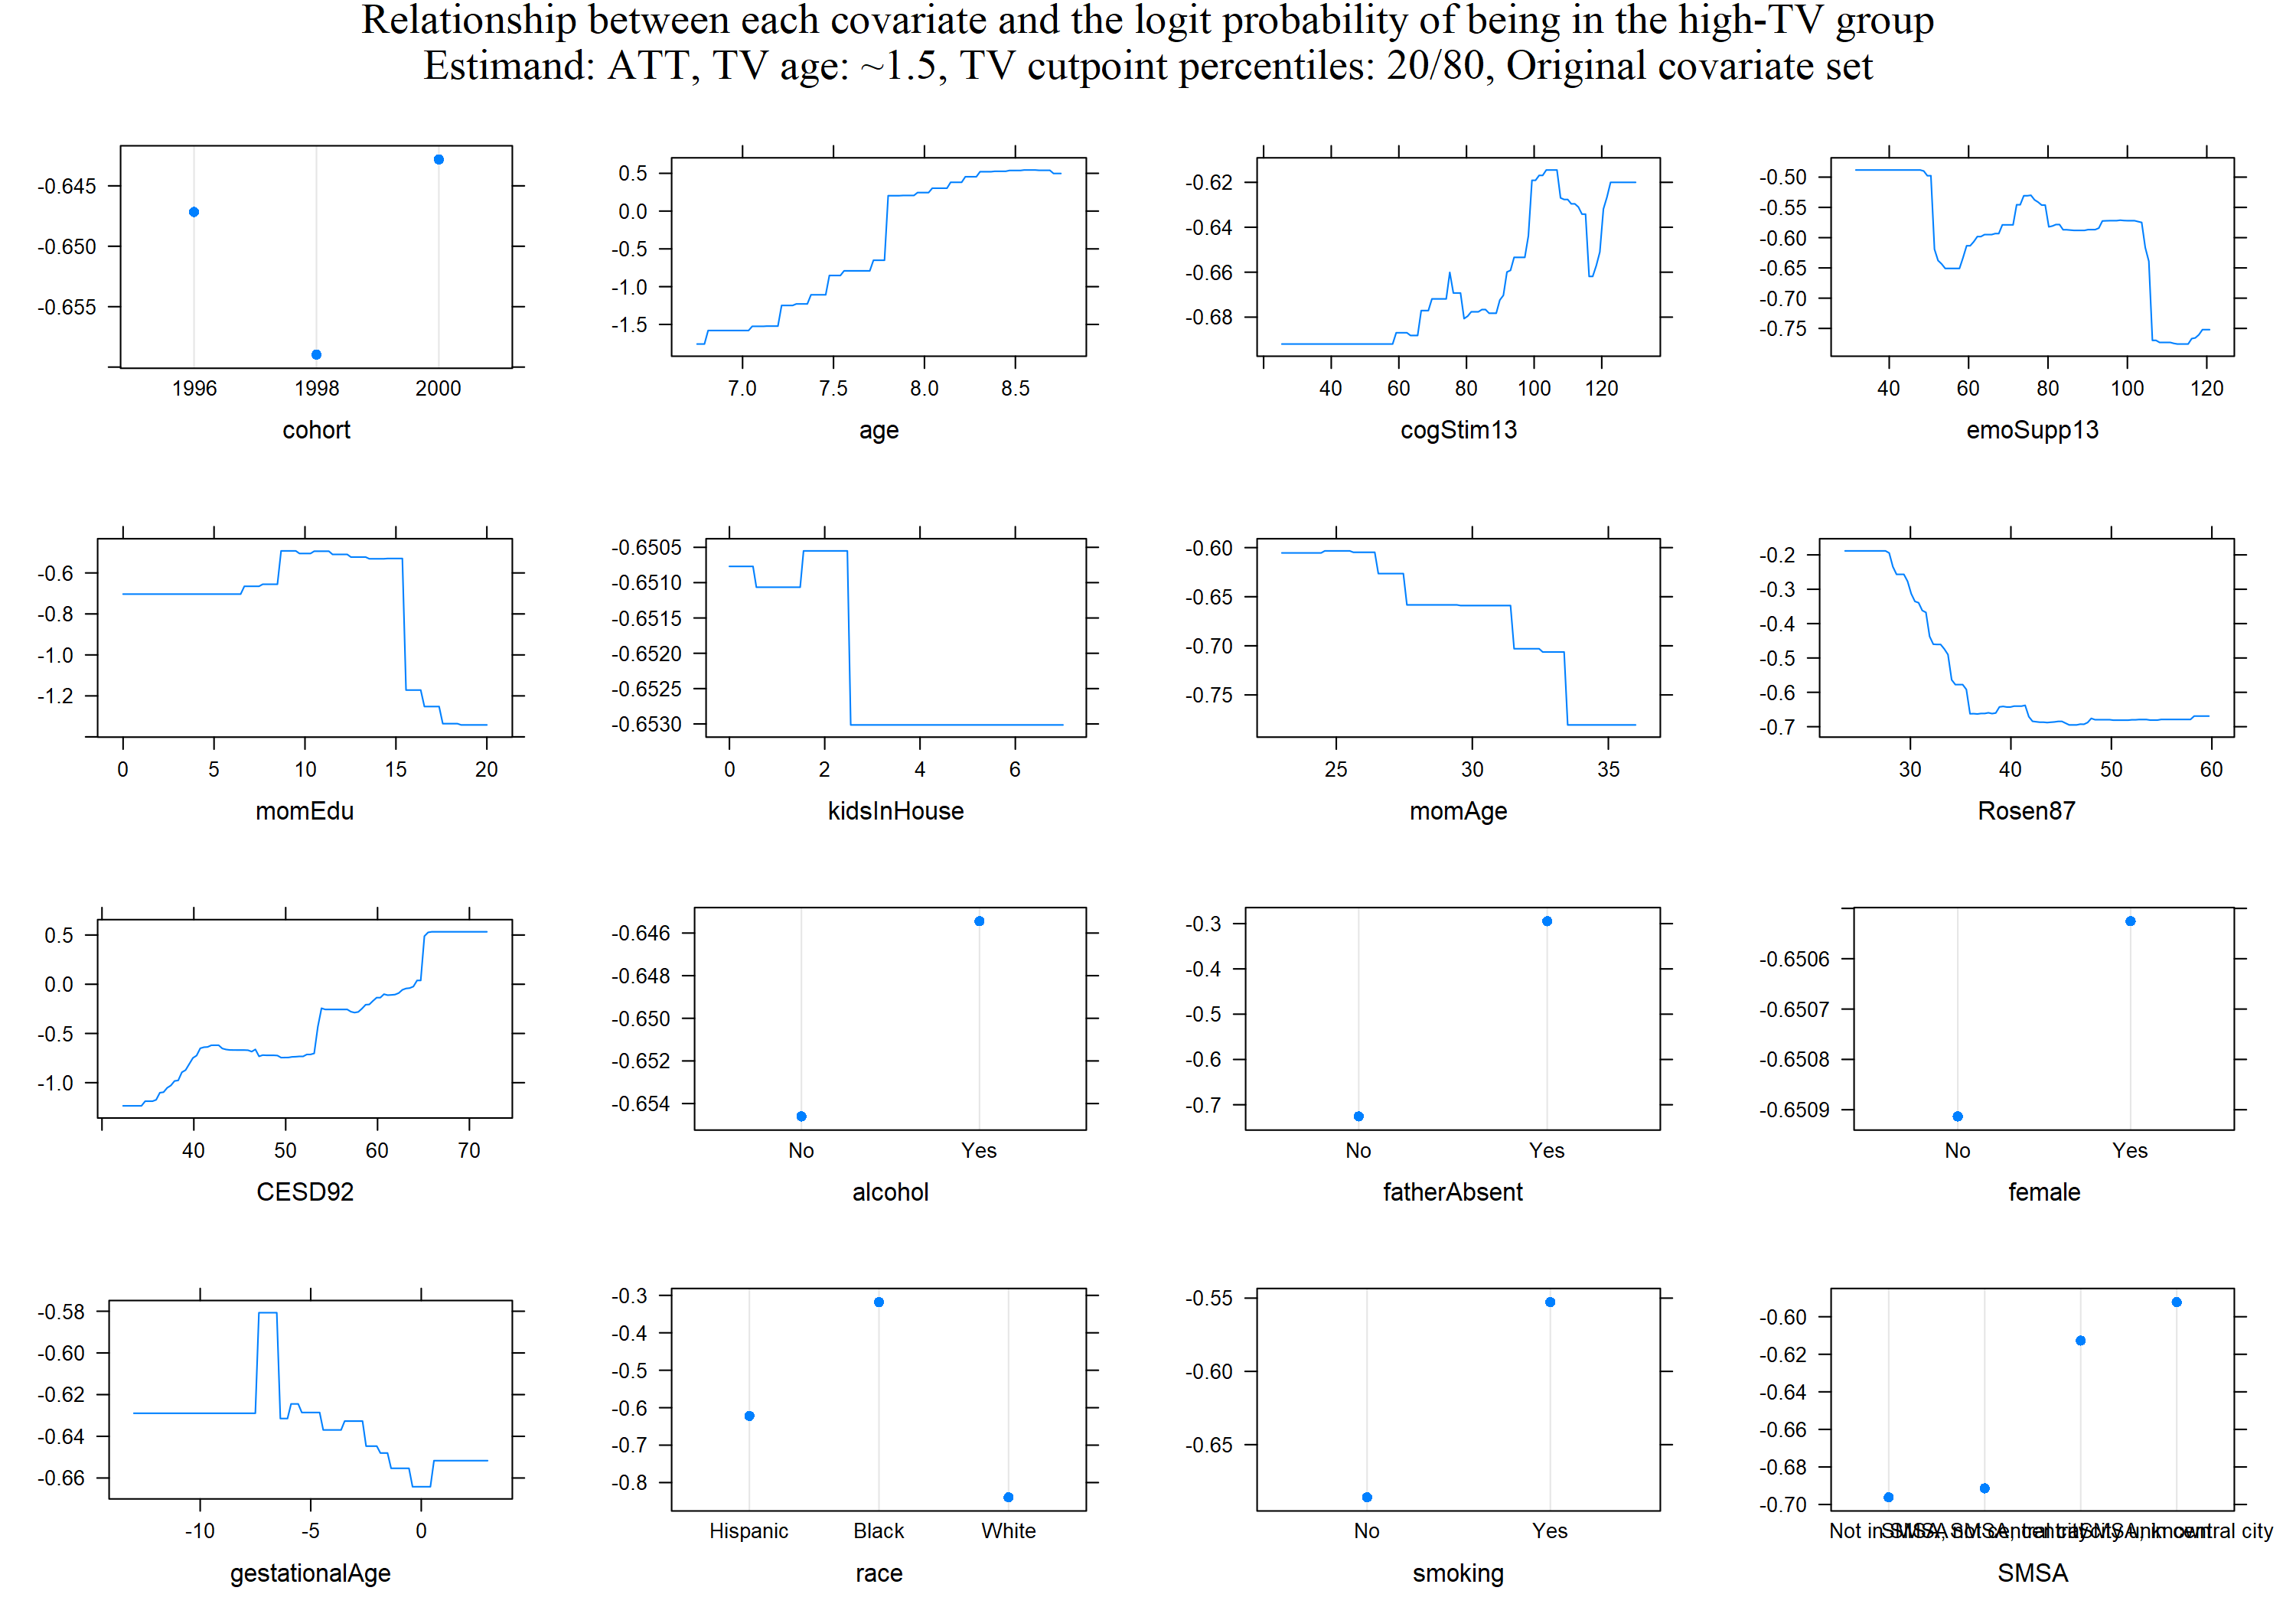 Relationship between each covariate and the logit probability of being in the high-TV group
Estimand: ATT, TV age: ~1.5, TV cutpoint percentiles: 20/80, Original covariate set
-0.645
-0.650
-0.655
1996 1998 2000
cohort
0.5
0.0
-0.5
-1.0
-1.5
7.0 7.5 8.0 8.5
age
-0.62
-0.64
-0.66
-0.68
40 60 80 100 120
cogStim13
-0.50
-0.55
-0.60
-0.65
-0.70
-0.75
40 60 80 100 120
emoSupp13
-0.6
-0.8
-1.0
-1.2
0 5 10 15 20
momEdu
-0.6505
-0.6510
-0.6515
-0.6520
-0.6525
-0.6530
0 2 4 6
kidsInHouse
-0.60
-0.65
-0.70
-0.75
25 30 35
momAge
-0.2
-0.3
-0.4
-0.5
-0.6
-0.7
30 40 50 60
Rosen87
0.5
0.0
-0.5
-1.0
40 50 60 70
CESD92
-0.646
-0.648
-0.650
-0.652
-0.654
No Yes
alcohol
-0.3
-0.4
-0.5
-0.6
-0.7
No Yes
fatherAbsent
-0.6506
-0.6507
-0.6508
-0.6509
No Yes
female
-0.58
-0.60
-0.62
-0.64
-0.66
-10 -5 0
gestationalAge
-0.3
-0.4
-0.5
-0.6
-0.7
-0.8
Hispanic Black White
race
-0.55
-0.60
-0.65
No Yes
smoking
-0.60
-0.62
-0.64
-0.66
-0.68
-0.70
Not in central city
SMSA